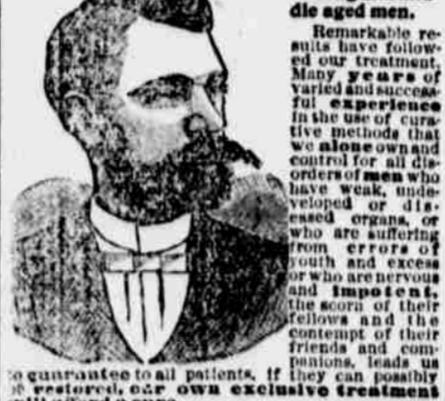 die aged men.
Remarkable re-
sults have follow-
ed our treatment.
Many years of
varied and success-
ful experience
in the use of cura-
tive methods that
we alone own and
control for all dis-
orders of men who
have weak, unde-
veloped or dis-
eased organs, or
who are suffering
from errors of
youth and excess
or who are nervous
and impotent,
the scorn of their
fellows and the
contempt of their
friends and com-
panions, leads us
to guarantee to all patients, if they can possibly
restored, our own exclusive treatment